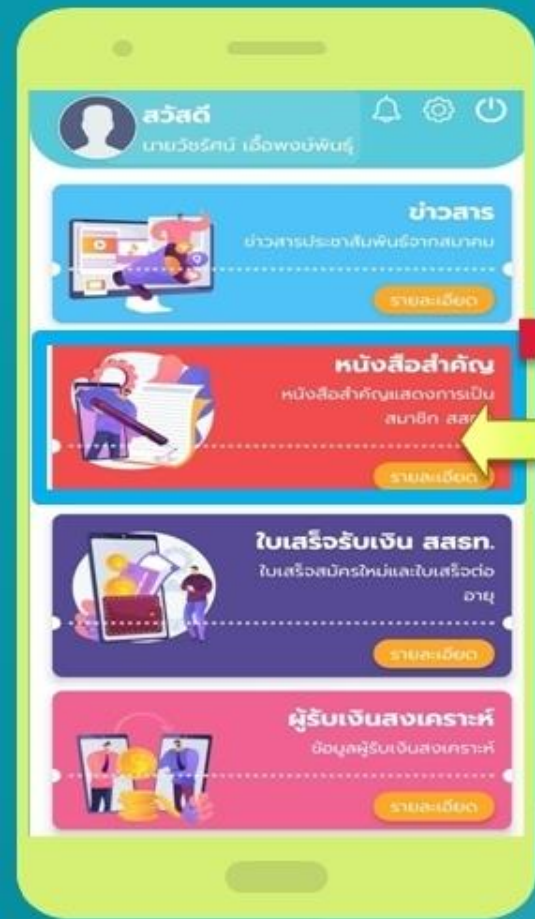 สวัสดี
นายวัชรัศน์ เอื้อพงษ์พันธุ์
ข่าวสาร
ข่าวสารประชาสัมพันธ์จากสมาคม
รายละเอียด
หนังสือสำคัญ
หนังสือสำคัญแสดงการเป็น
สมาชิก
รายละเอียด
ใบเสร็จรับเงิน สสธท.
ใบเสร็จสมัครใหม่และใบเสร็จต่อ
อายุ
รายละเอียด
ผู้รับเงินสงเคราะห์
ข้อมูลผู้รับเงินสงเคราะห์
รายละเอียด